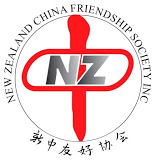 NEW ZEALAND CHINA FRIENDSHIP SOCIETY INC
NZ
新中友好协会